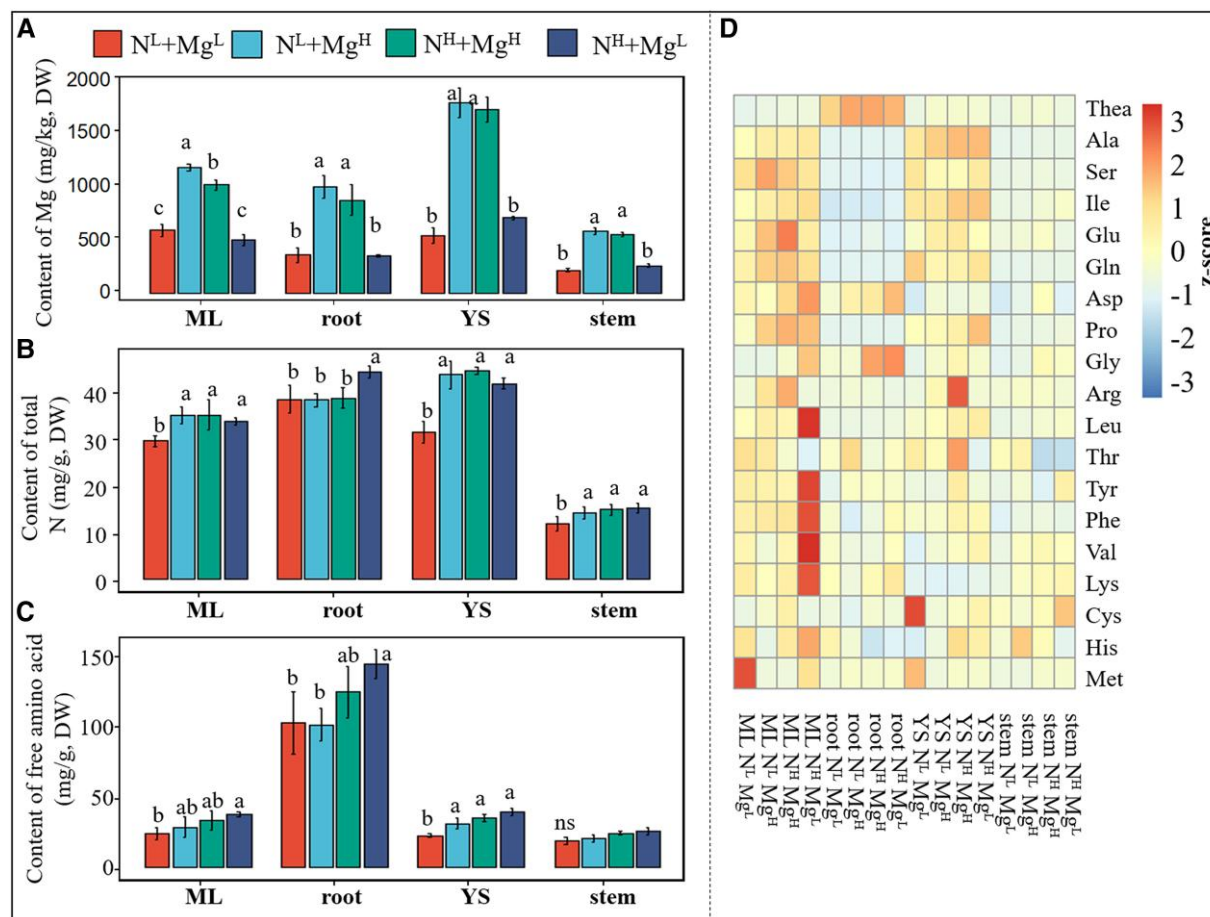 A
N^L+Mg^L N^L+Mg^H N^H+Mg^H N^H+Mg^L
Content of Mg (mg/kg, DW)
2000
1500
1000
500
0
c a b c
b a a b
b a a b
b a a b
ML root YS stem
B
Content of total
N (mg/g, DW)
40
30
20
10
0
b a a a
b b b a
b a a a
b a a a
ML root YS stem
C
Content of free amino acid
(mg/g, DW)
150
100
50
0
b ab ab a
b b ab a
b a a a
ns
ML root YS stem
D
Thea
Ala
Ser
Ile
Glu
Gln
Asp
Pro
Gly
Arg
Leu
Thr
Tyr
Phe
Val
Lys
Cys
His
Met
3
2
1
0
-1
-2
-3
z-score
ML N^L Mg^L
ML N^L Mg^H
ML N^H Mg^H
ML N^H Mg^L
root N^L Mg^L
root N^L Mg^H
root N^H Mg^H
root N^H Mg^L
YS N^L Mg^L
YS N^L Mg^H
YS N^H Mg^H
YS N^H Mg^L
stem N^L Mg^L
stem N^L Mg^H
stem N^H Mg^H
stem N^H Mg^L